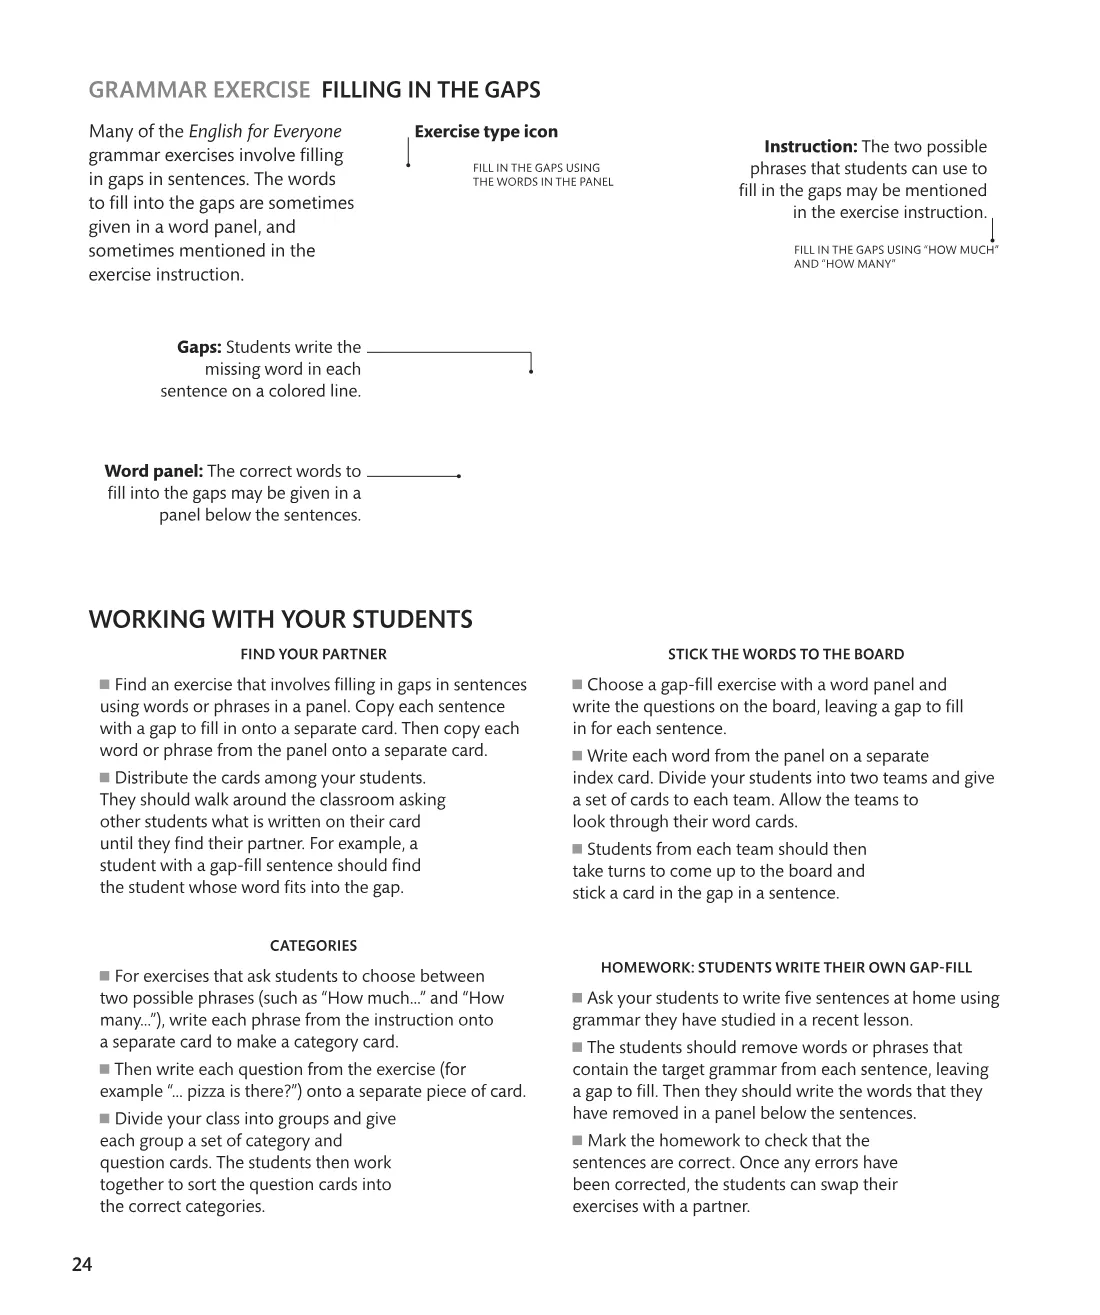 GRAMMAR EXERCISE FILLING IN THE GAPS
Many of the English for Everyone
grammar exercises involve filling
in gaps in sentences. The words
to fill into the gaps are sometimes
given in a word panel, and
sometimes mentioned in the
exercise instruction.
Exercise type icon
FILL IN THE GAPS USING
THE WORDS IN THE PANEL
Instruction: The two possible
phrases that students can use to
fill in the gaps may be mentioned
in the exercise instruction.
FILL IN THE GAPS USING “HOW MUCH”
AND “HOW MANY”
Gaps: Students write the
missing word in each
sentence on a colored line.
Word panel: The correct words to
fill into the gaps may be given in a
panel below the sentences.
WORKING WITH YOUR STUDENTS
FIND YOUR PARTNER
■ Find an exercise that involves filling in gaps in sentences
using words or phrases in a panel. Copy each sentence
with a gap to fill in onto a separate card. Then copy each
word or phrase from the panel onto a separate card.
■ Distribute the cards among your students.
They should walk around the classroom asking
other students what is written on their card
until they find their partner. For example, a
student with a gap-fill sentence should find
the student whose word fits into the gap.
CATEGORIES
■ For exercises that ask students to choose between
two possible phrases (such as “How much...” and “How
many...”), write each phrase from the instruction onto
a separate card to make a category card.
■ Then write each question from the exercise (for
example “... pizza is there?”) onto a separate piece of card.
■ Divide your class into groups and give
each group a set of category and
question cards. The students then work
together to sort the question cards into
the correct categories.
STICK THE WORDS TO THE BOARD
■ Choose a gap-fill exercise with a word panel and
write the questions on the board, leaving a gap to fill
in for each sentence.
■ Write each word from the panel on a separate
index card. Divide your students into two teams and give
a set of cards to each team. Allow the teams to
look through their word cards.
■ Students from each team should then
take turns to come up to the board and
stick a card in the gap in a sentence.
HOMEWORK: STUDENTS WRITE THEIR OWN GAP-FILL
■ Ask your students to write five sentences at home using
grammar they have studied in a recent lesson.
■ The students should remove words or phrases that
contain the target grammar from each sentence, leaving
a gap to fill. Then they should write the words that they
have removed in a panel below the sentences.
■ Mark the homework to check that the
sentences are correct. Once any errors have
been corrected, the students can swap their
exercises with a partner.
24